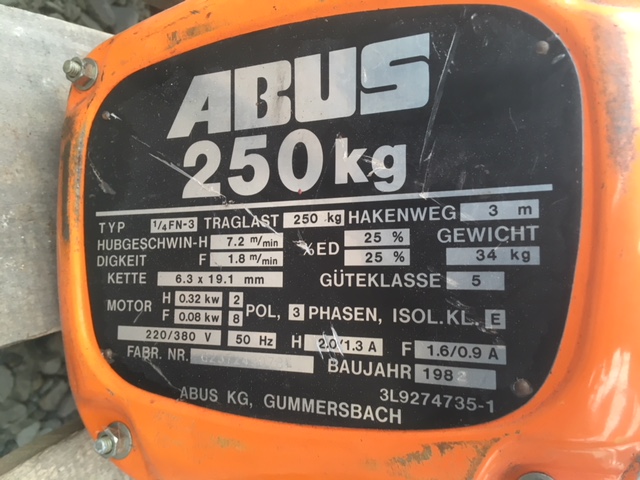 ABUS
250kg
TYP 1/4FN-3 TRAGLAST 250 kg HAKENWEG 3 m
HUBGESCHWIN-H 7.2 m/min %ED 25 % GEWICHT
DIGKEIT F 1.8 m/min 25 % 34 kg
KETTE 6.3 x 19.1 mm GÜTEKLASSE 5
MOTOR H 0.32 kw 2 POL, 3 PHASEN, ISOL.KL. E
F 0.08 kw 8
220/380 V 50 Hz H 2.0/1.3 A F 1.6/0.9 A
FABR. NR. BAUJAHR 1982
ABUS KG, GUMMERSBACH 3L9274735-1